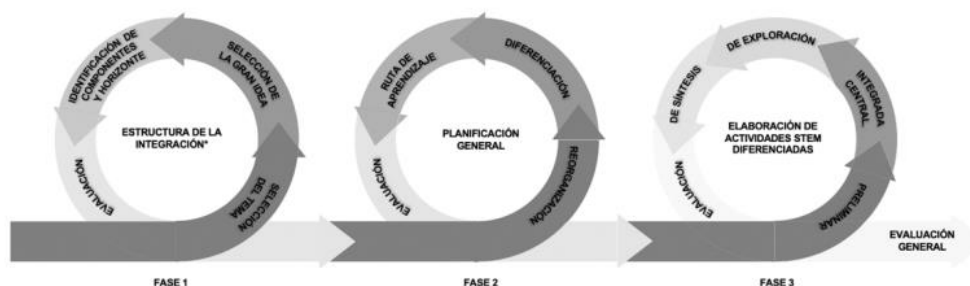 SELECCIÓN
DEL TEMA
SELECCIÓN DE
LA GRAN IDEA
IDENTIFICACIÓN DE
COMPONENTES
Y HORIZONTE
EVALUACIÓN
ESTRUCTURA DE LA
INTEGRACIÓN*
FASE 1
REORGANIZACIÓN
DIFERENCIACIÓN
RUTA DE
APRENDIZAJE
EVALUACIÓN
PLANIFICACIÓN
GENERAL
FASE 2
PRELIMINAR
INTEGRADA
CENTRAL
DE EXPLORACIÓN
DE SÍNTESIS
EVALUACIÓN
ELABORACIÓN DE
ACTIVIDADES STEM
DIFERENCIADAS
FASE 3
EVALUACIÓN
GENERAL